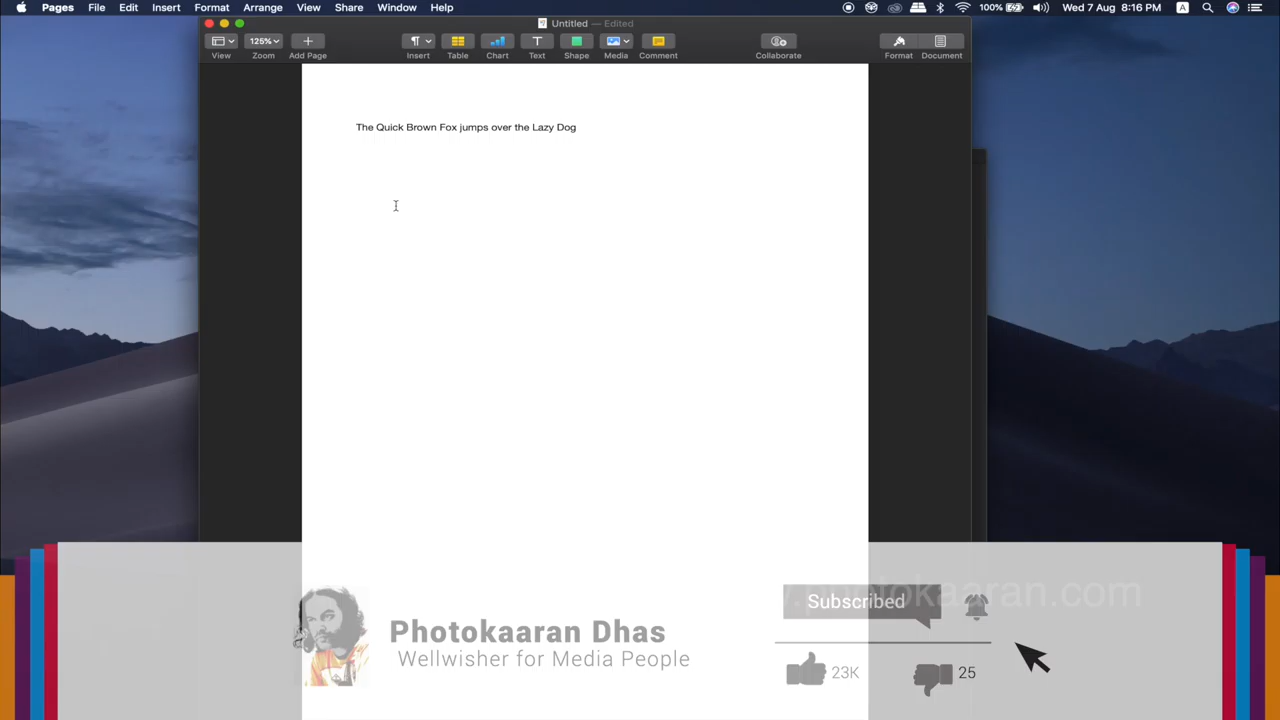 Pages File Edit Insert Format Arrange View Share Window Help 100% Wed 7 Aug 8:16 PM A
Untitled — Edited
125%
View Zoom Add Page Insert Table Chart Text Shape Media Comment Collaborate Format Document
The Quick Brown Fox jumps over the Lazy Dog
.photokaaran.com
Subscribed
Photokaaran Dhas
Wellwisher for Media People
23K 25